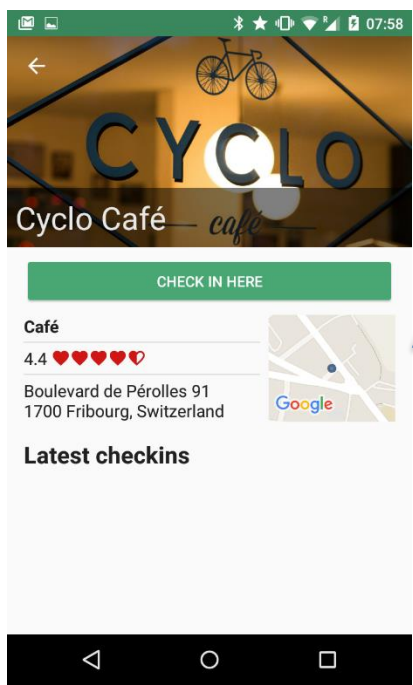 R
07:58
CYCLO
café
Cyclo Café
CHECK IN HERE
Café
4.4
Boulevard de Pérolles 91
1700 Fribourg, Switzerland
Google
Latest checkins